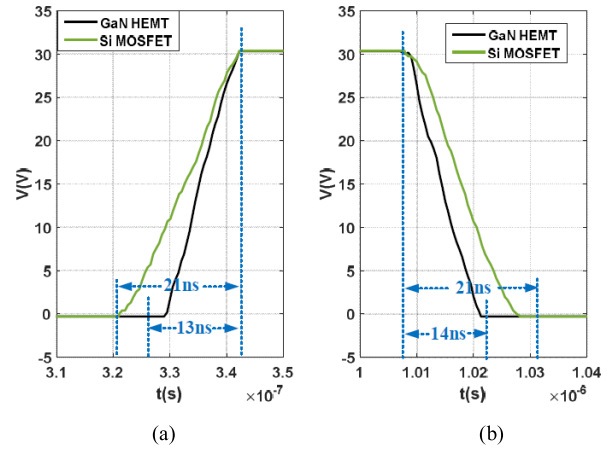 GaN HEMT
Si MOSFET
35
30
25
20
15
10
5
0
-5
V(V)
21ns
13ns
3.1
3.2
3.3
3.4
3.5
t(s)
×10⁻⁷
(a)
GaN HEMT
Si MOSFET
35
30
25
20
15
10
5
0
-5
V(V)
21ns
14ns
1
1.01
1.02
1.03
1.04
t(s)
×10⁻⁶
(b)